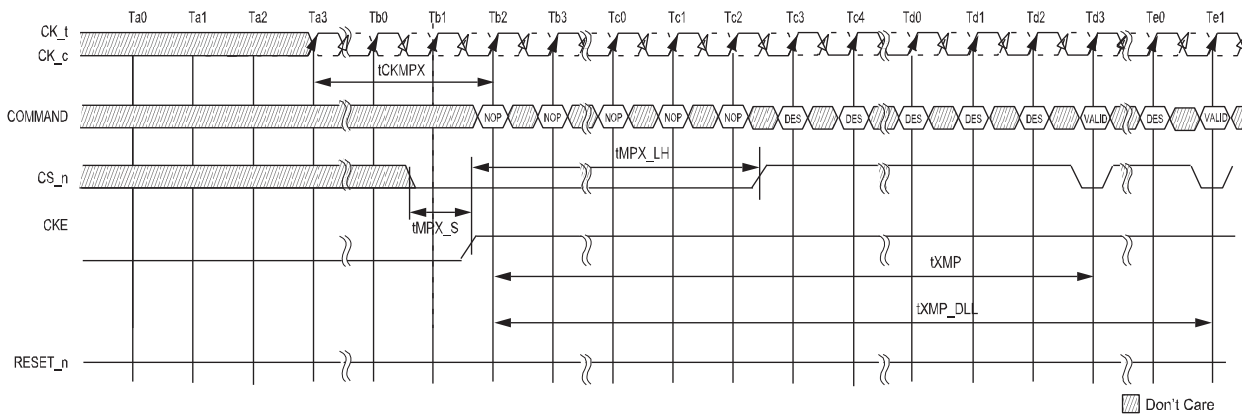 Ta0 Ta1 Ta2 Ta3 Tb0 Tb1 Tb2 Tb3 Tc0 Tc1 Tc2 Tc3 Tc4 Td0 Td1 Td2 Td3 Te0 Te1
CK_t
CK_c
tCKMPX
COMMAND NOP NOP NOP NOP NOP DES DES DES DES DES VALID DES VALID
tMPX_LH
CS_n
tMPX_S
CKE
tXMP
tXMP_DLL
RESET_n
Don't Care